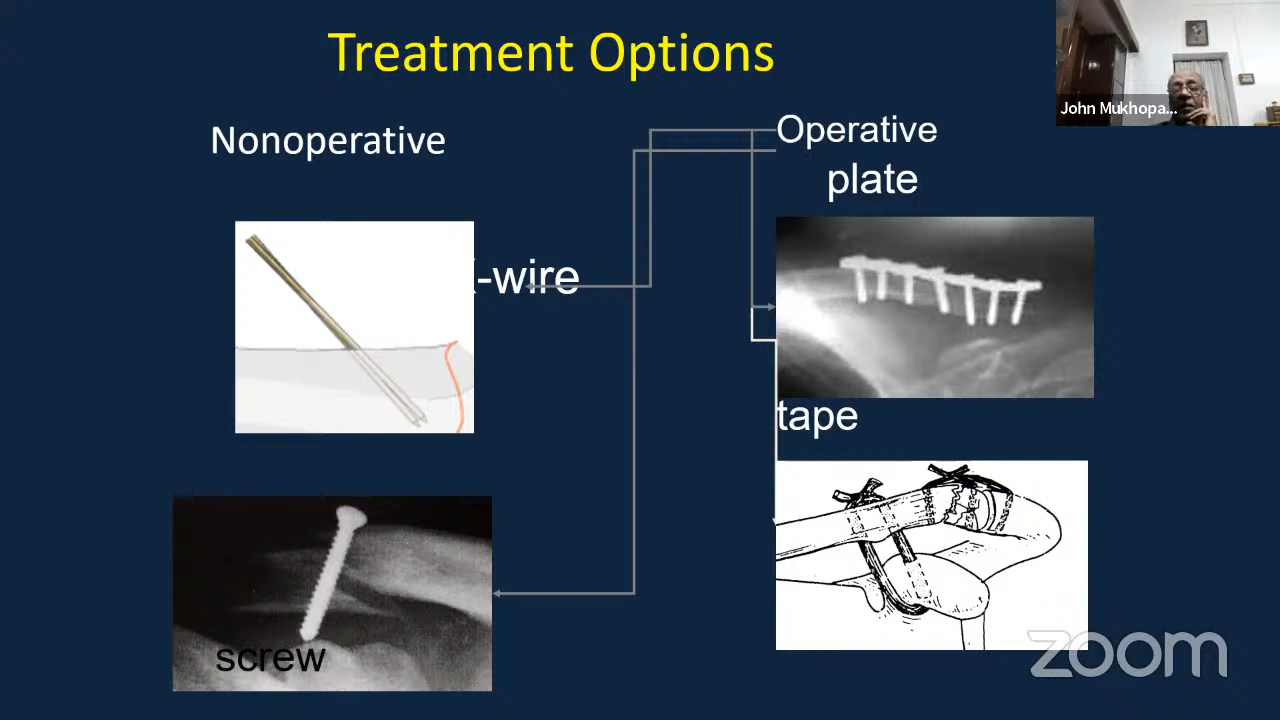 Treatment Options
John Mukhopa...
Nonoperative
Operative
plate
-wire
tape
screw
zoom